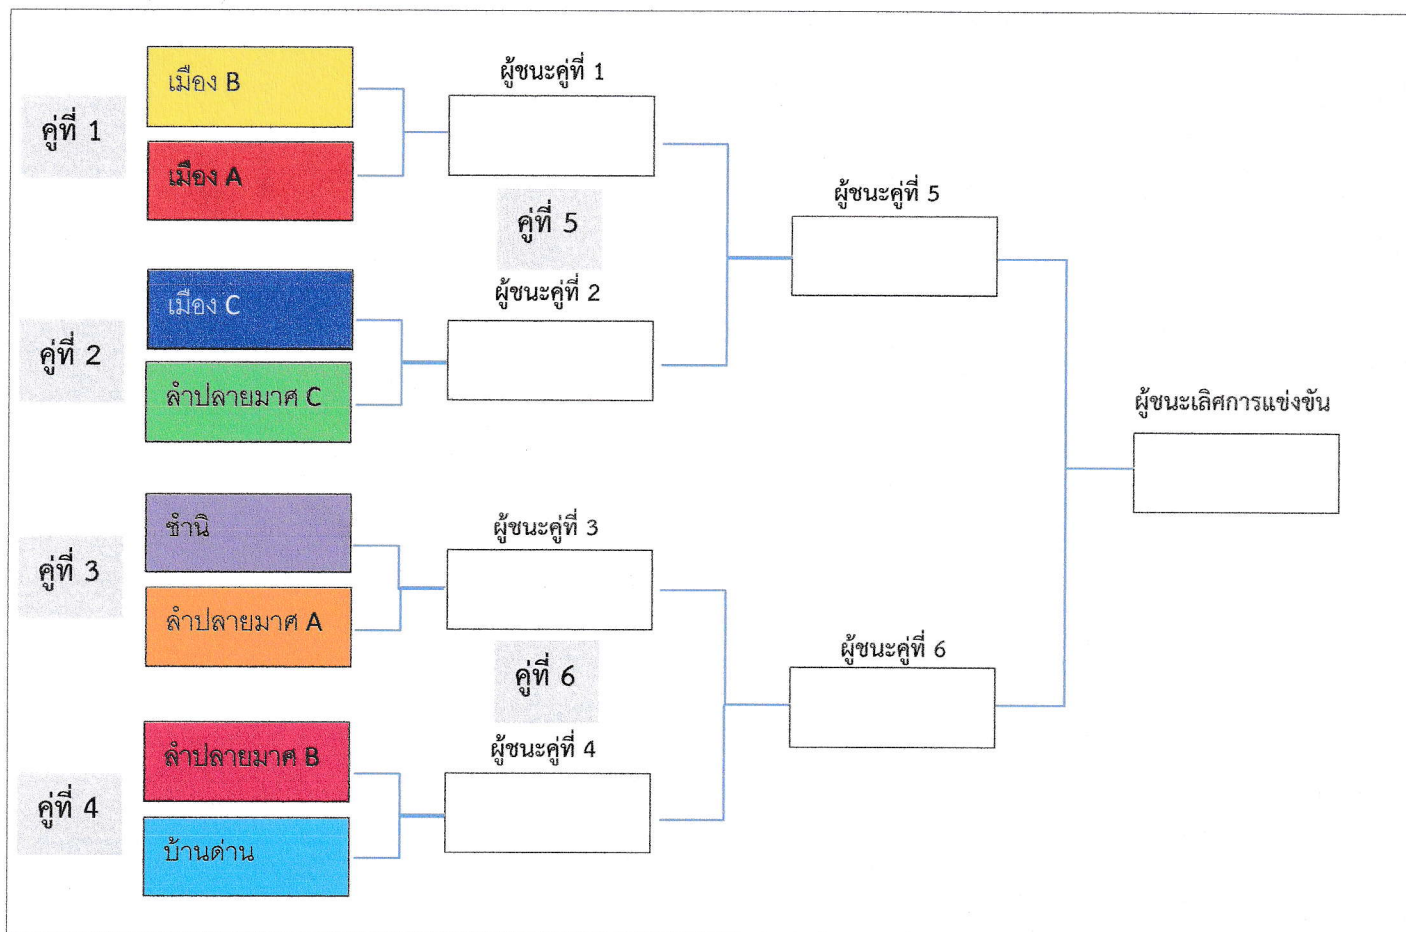 คู่ที่ 1
เมือง B
เมือง A
ผู้ชนะคู่ที่ 1
คู่ที่ 5
ผู้ชนะคู่ที่ 5
คู่ที่ 2
เมือง C
ลำปลายมาศ C
ผู้ชนะคู่ที่ 2
ผู้ชนะเลิศการแข่งขัน
คู่ที่ 3
ชำนิ
ลำปลายมาศ A
ผู้ชนะคู่ที่ 3
คู่ที่ 6
ผู้ชนะคู่ที่ 6
คู่ที่ 4
ลำปลายมาศ B
บ้านด่าน
ผู้ชนะคู่ที่ 4